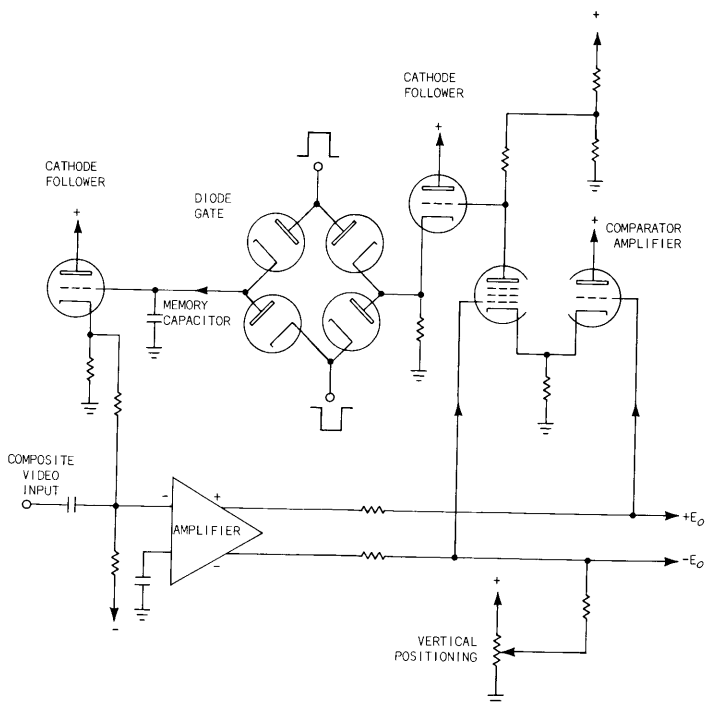 +
CATHODE
FOLLOWER
+
CATHODE
FOLLOWER
+
DIODE
GATE
+
COMPARATOR
AMPLIFIER
MEMORY
CAPACITOR
COMPOSITE
VIDEO
INPUT
-
+
AMPLIFIER
-
+Eo
-Eo
-
+
VERTICAL
POSITIONING